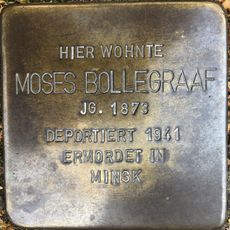 HIER WOHNTE
MOSES BOLLEGRAAF
JG. 1873
DEPORTIERT 1941
ERMORDET IN
MINSK